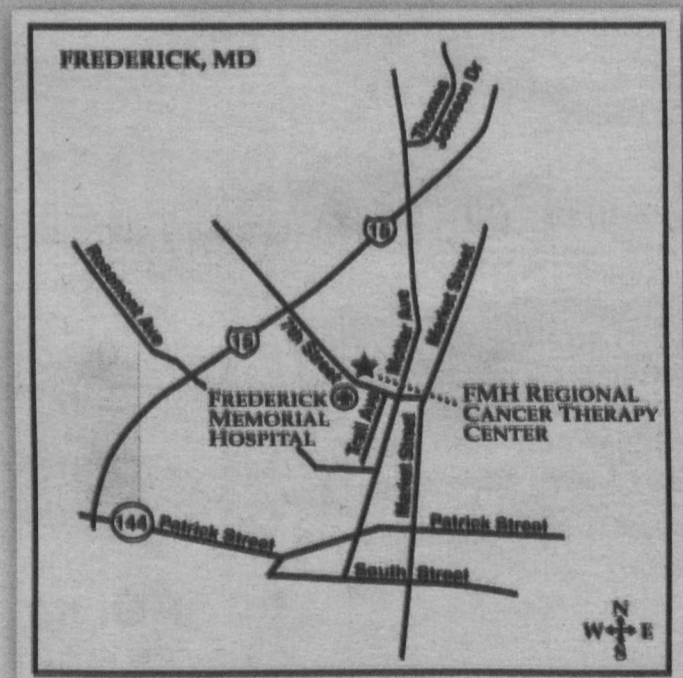 FREDERICK, MD
Thomas
Johnson Dr
15
Rosemont Ave
Market Street
Motter Ave
15
7th Street
FREDERICK
MEMORIAL
HOSPITAL
FMH REGIONAL
CANCER THERAPY
CENTER
Trail Ave
Market Street
144
Patrick Street
Patrick Street
South Street
N
W E
S